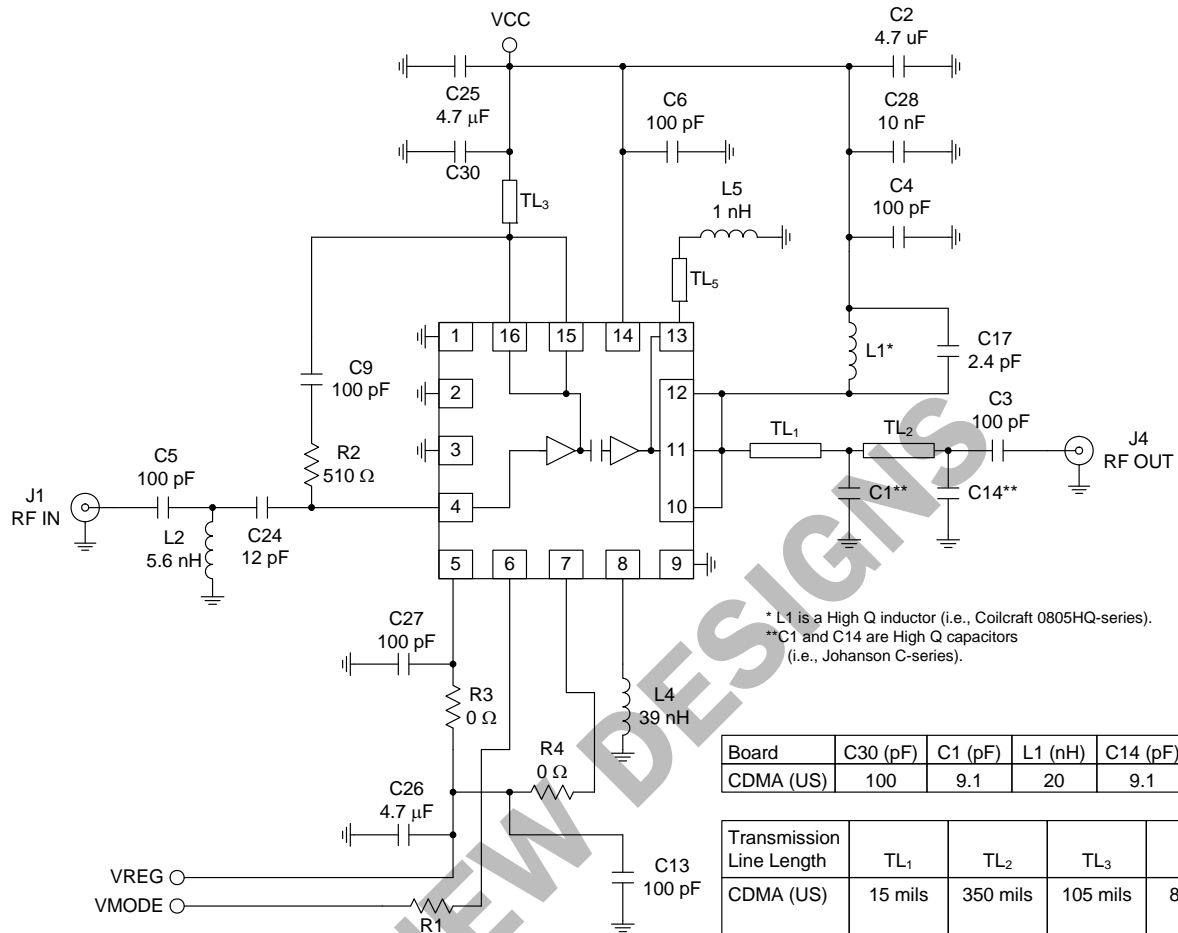 VCC
C2
4.7 uF
C25
4.7 μF
C6
100 pF
C28
10 nF
C30
TL3
L5
1 nH
C4
100 pF
TL5
1
16
15
14
13
C9
100 pF
L1*
C17
2.4 pF
2
12
C3
100 pF
3
TL1
TL2
11
J4
RF OUT
R2
510 Ω
C5
100 pF
J1
RF IN
4
10
C1**
C14**
L2
5.6 nH
C24
12 pF
5
6
7
8
9
* L1 is a High Q inductor (i.e., Coilcraft 0805HQ-series).
**C1 and C14 are High Q capacitors
(i.e., Johanson C-series).
C27
100 pF
R3
0 Ω
L4
39 nH
R4
0 Ω
Board C30 (pF) C1 (pF) L1 (nH) C14 (pF)
CDMA (US) 100 9.1 20 9.1
C26
4.7 μF
C13
100 pF
Transmission
Line Length TL1 TL2 TL3
CDMA (US) 15 mils 350 mils 105 mils 8
VREG
VMODE
R1
EW DESIGNS